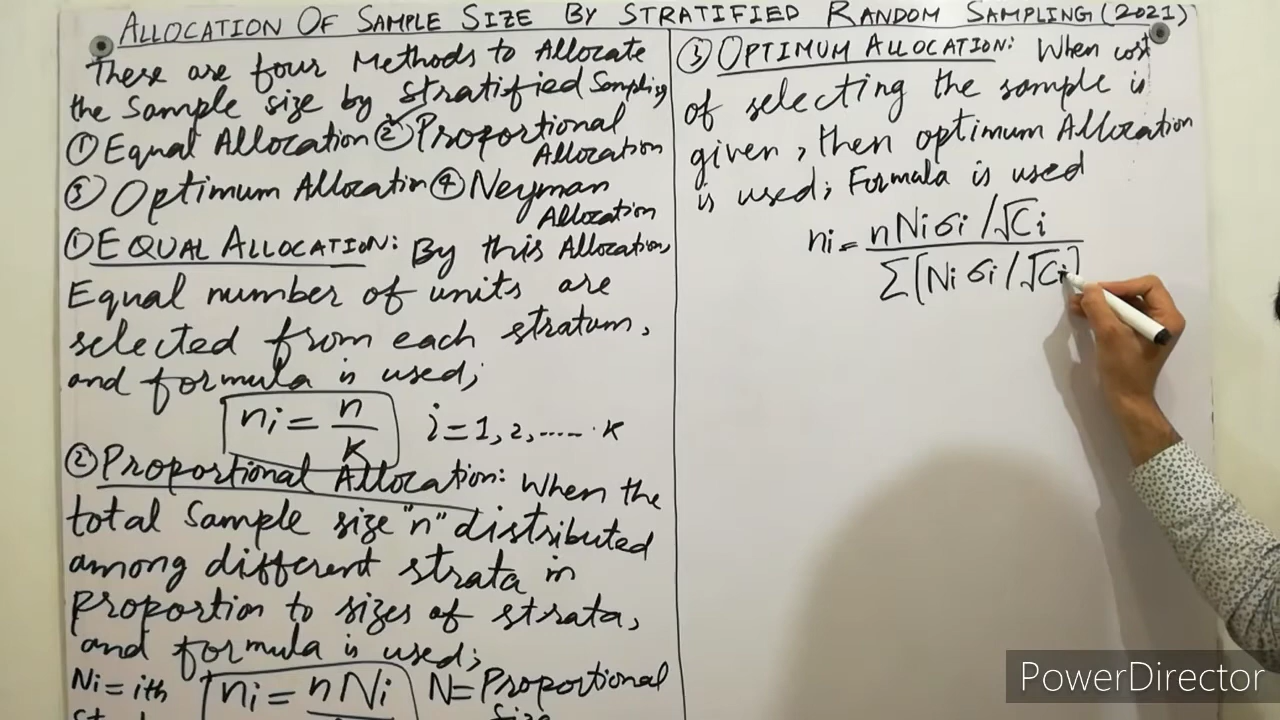 ALLOCATION OF SAMPLE SIZE BY STRATIFIED RANDOM SAMPLING (2021)
These are four Methods to Allocate
the Sample size by Stratified Sampling
① Equal Allocation ② Proportional
Allocation
③ Optimum Allocatin ④ Neyman
Allocation
① EQUAL ALLOCATION: By this Allocation,
Equal number of units are
selected from each stratum,
and formula is used;
ni = n/k i=1, 2, ..... k
② Proportional Allocation: when the
total Sample size "n" distributed
among different strata in
proportion to sizes of strata,
and formula is used;
Ni = ith ni = nNi N = Proportional
Size
③ OPTIMUM ALLOCATION: When cost
of selecting the sample is
given, then optimum Allocation
is used; Formula is used
ni = nNiσi/√Ci
Σ[Niσi/√Ci]
PowerDirector